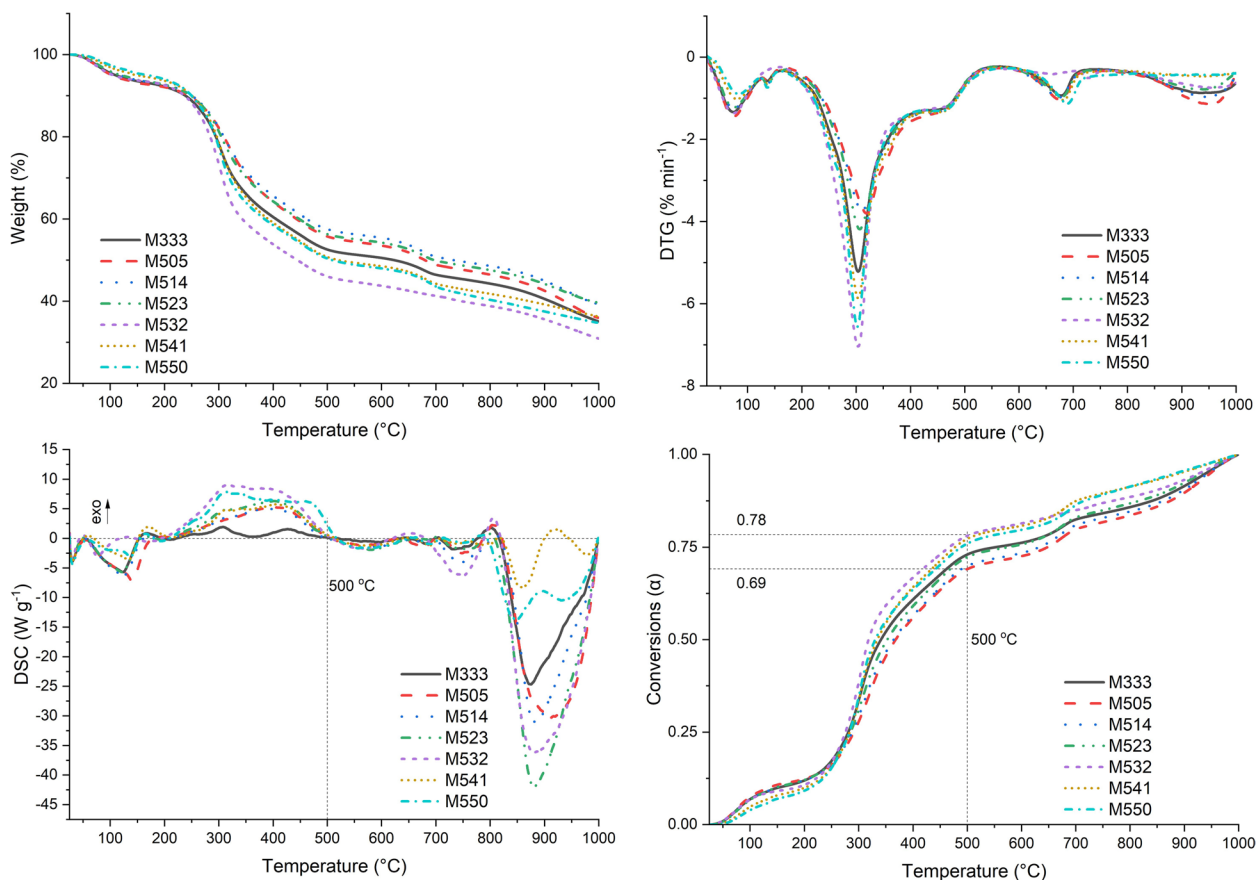 100
80
60
40
20
Weight (%)
M333
M505
M514
M523
M532
M541
M550
100 200 300 400 500 600 700 800 900 1000
Temperature (°C)
0
-2
-4
-6
-8
DTG (% min⁻¹)
M333
M505
M514
M523
M532
M541
M550
100 200 300 400 500 600 700 800 900 1000
Temperature (°C)
15
10
5
0
-5
-10
-15
-20
-25
-30
-35
-40
-45
DSC (W g⁻¹)
exo
500 °C
M333
M505
M514
M523
M532
M541
M550
100 200 300 400 500 600 700 800 900 1000
Temperature (°C)
1.00
0.75
0.50
0.25
0.00
Conversions (α)
0.78
0.69
500 °C
M333
M505
M514
M523
M532
M541
M550
100 200 300 400 500 600 700 800 900 1000
Temperature (°C)